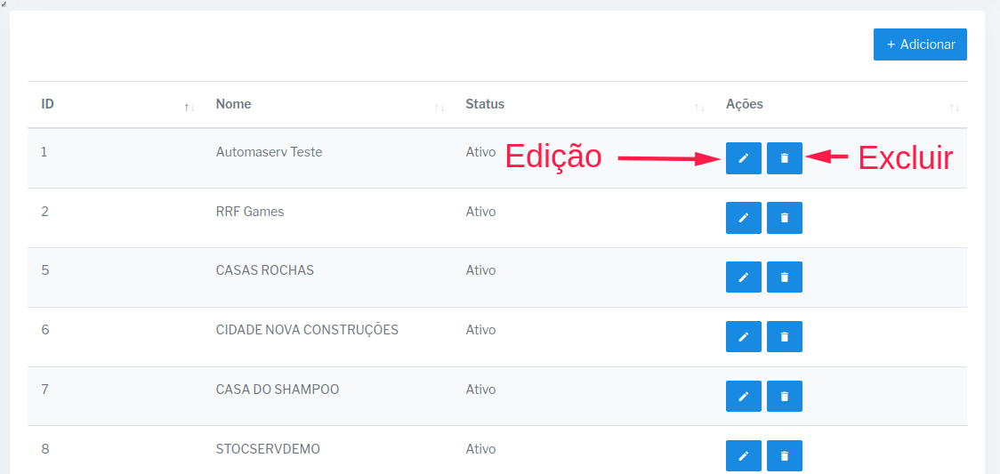 + Adicionar
ID Nome Status Ações
1 Automaserv Teste Ativo Edição Excluir
2 RRF Games Ativo
5 CASAS ROCHAS Ativo
6 CIDADE NOVA CONSTRUÇÕES Ativo
7 CASA DO SHAMPOO Ativo
8 STOCSERVDEMO Ativo